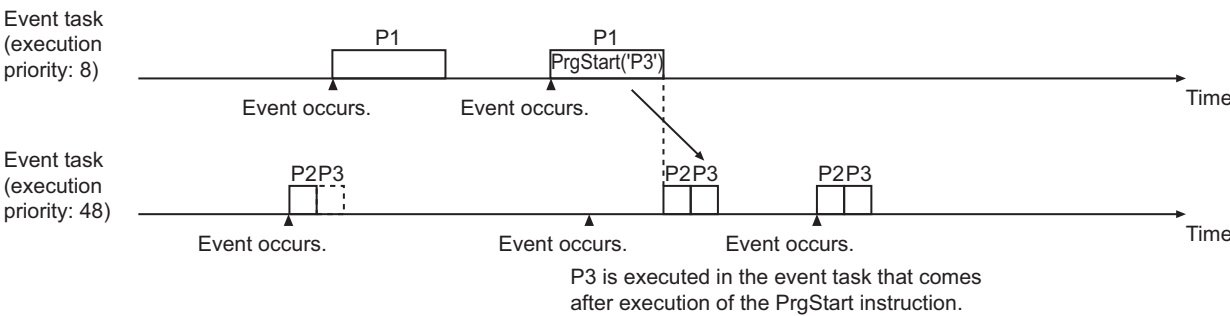 Event task
(execution
priority: 8)
P1
P1
PrgStart('P3')
Event occurs.
Event occurs.
Time
Event task
(execution
priority: 48)
P2P3
P2P3
P2P3
Event occurs.
Event occurs.
Event occurs.
Time
P3 is executed in the event task that comes
after execution of the PrgStart instruction.